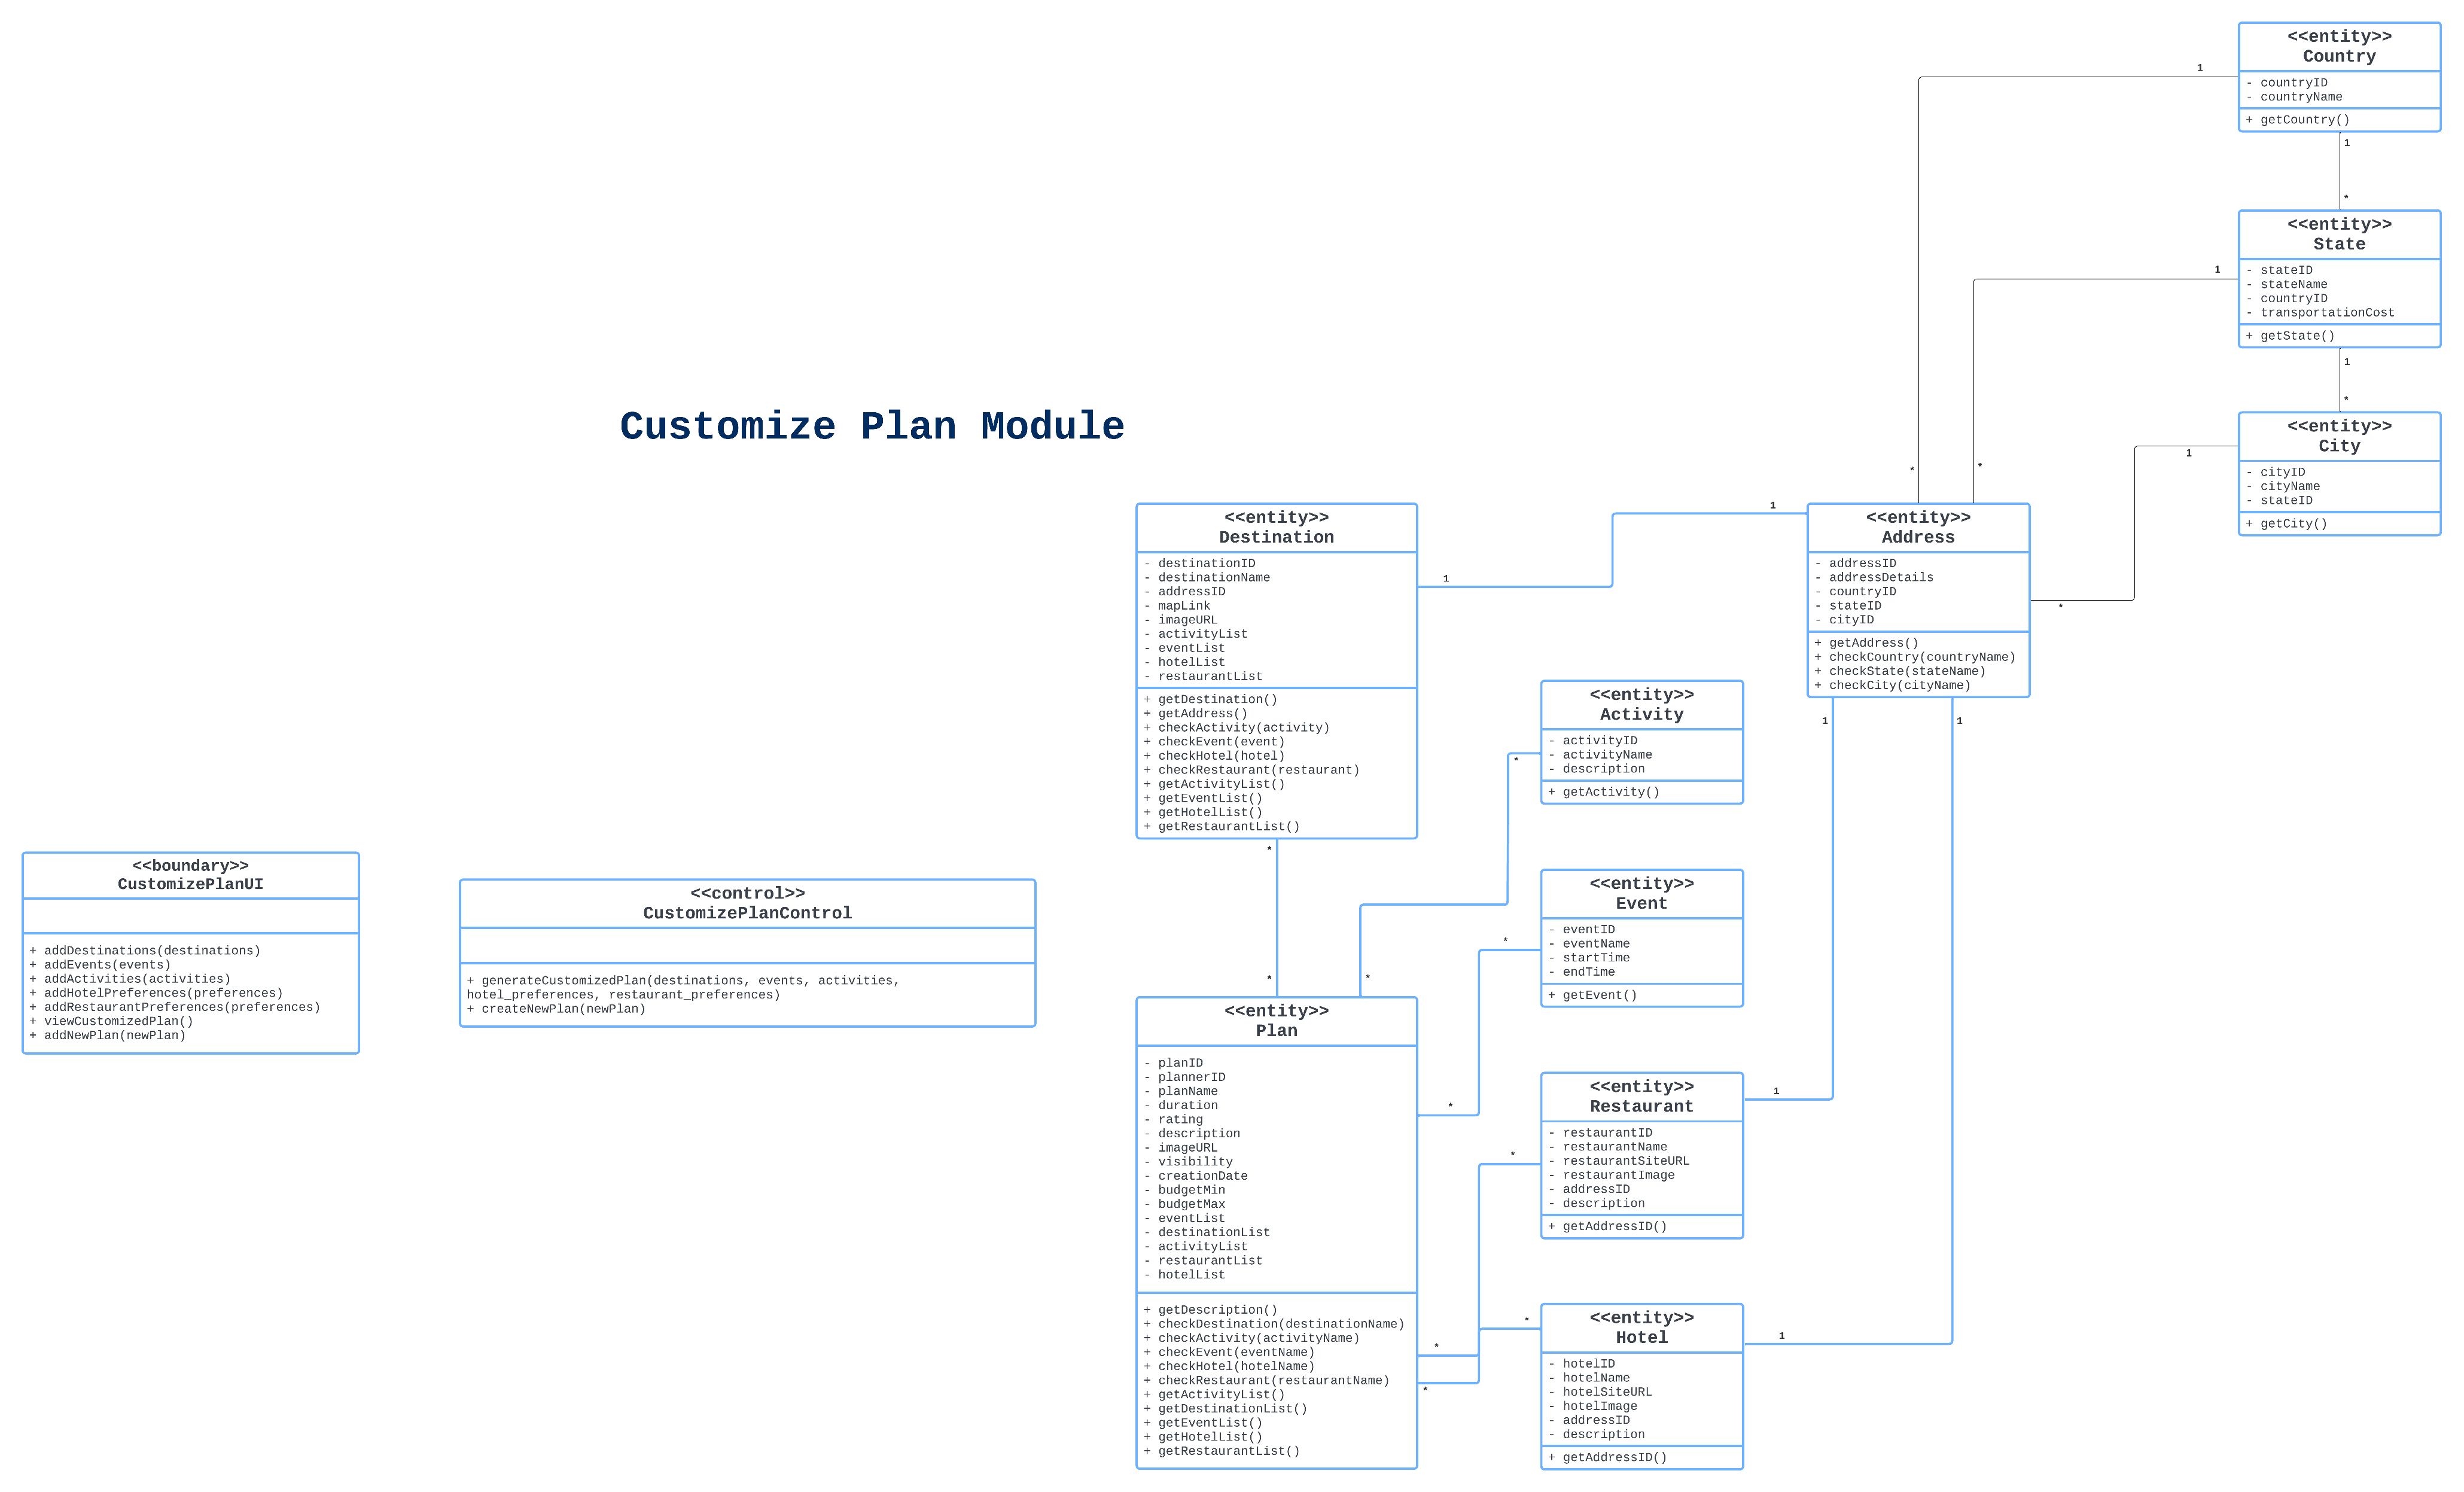 Customize Plan Module
<<boundary>>
CustomizePlanUI
+ addDestinations(destinations)
+ addEvents(events)
+ addActivities(activities)
+ addHotelPreferences(preferences)
+ addRestaurantPreferences(preferences)
+ viewCustomizedPlan()
+ addNewPlan(newPlan)
<<control>>
CustomizePlanControl
+ generateCustomizedPlan(destinations, events, activities,
hotel_preferences, restaurant_preferences)
+ createNewPlan(newPlan)
<<entity>>
Destination
- destinationID
- destinationName
- addressID
- mapLink
- imageURL
- activityList
- eventList
- hotelList
- restaurantList
+ getDestination()
+ getAddress()
+ checkActivity(activity)
+ checkEvent(event)
+ checkHotel(hotel)
+ checkRestaurant(restaurant)
+ getActivityList()
+ getEventList()
+ getHotelList()
+ getRestaurantList()
1
1
*
*
*
*
<<entity>>
Plan
- planID
- plannerID
- planName
- duration
- rating
- description
- imageURL
- visibility
- creationDate
- budgetMin
- budgetMax
- eventList
- destinationList
- activityList
- restaurantList
- hotelList
+ getDescription()
+ checkDestination(destinationName)
+ checkActivity(activityName)
+ checkEvent(eventName)
+ checkHotel(hotelName)
+ checkRestaurant(restaurantName)
+ getActivityList()
+ getDestinationList()
+ getEventList()
+ getHotelList()
+ getRestaurantList()
<<entity>>
Activity
- activityID
- activityName
- description
+ getActivity()
*
*
<<entity>>
Event
- eventID
- eventName
- startTime
- endTime
+ getEvent()
*
1
<<entity>>
Restaurant
- restaurantID
- restaurantName
- restaurantSiteURL
- restaurantImage
- addressID
- description
+ getAddressID()
*
*
*
1
<<entity>>
Hotel
- hotelID
- hotelName
- hotelSiteURL
- hotelImage
- addressID
- description
+ getAddressID()
<<entity>>
Address
- addressID
- addressDetails
- countryID
- stateID
- cityID
+ getAddress()
+ checkCountry(countryName)
+ checkState(stateName)
+ checkCity(cityName)
1
1
*
*
*
1
1
1
<<entity>>
Country
- countryID
- countryName
+ getCountry()
1
*
<<entity>>
State
- stateID
- stateName
- countryID
- transportationCost
+ getState()
1
*
<<entity>>
City
- cityID
- cityName
- stateID
+ getCity()